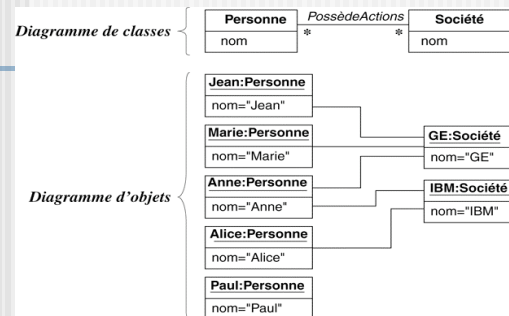 Personne
PossèdeActions
Société
Diagramme de classes
nom
*
*
nom
Jean:Personne
nom="Jean"
Marie:Personne
GE:Société
nom="Marie"
nom="GE"
Anne:Personne
IBM:Société
Diagramme d'objets
nom="Anne"
nom="IBM"
Alice:Personne
nom="Alice"
Paul:Personne
nom="Paul"